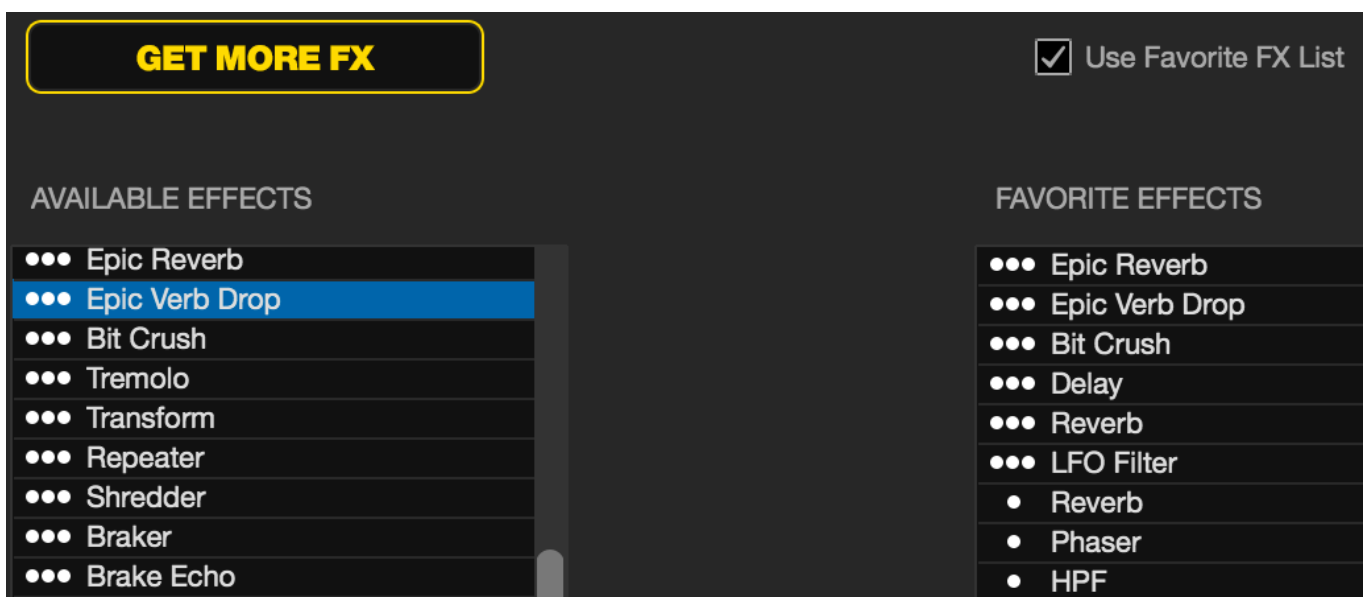 GET MORE FX
Use Favorite FX List
AVAILABLE EFFECTS
Epic Reverb
Epic Verb Drop
Bit Crush
Tremolo
Transform
Repeater
Shredder
Braker
Brake Echo
FAVORITE EFFECTS
Epic Reverb
Epic Verb Drop
Bit Crush
Delay
Reverb
LFO Filter
Reverb
Phaser
HPF